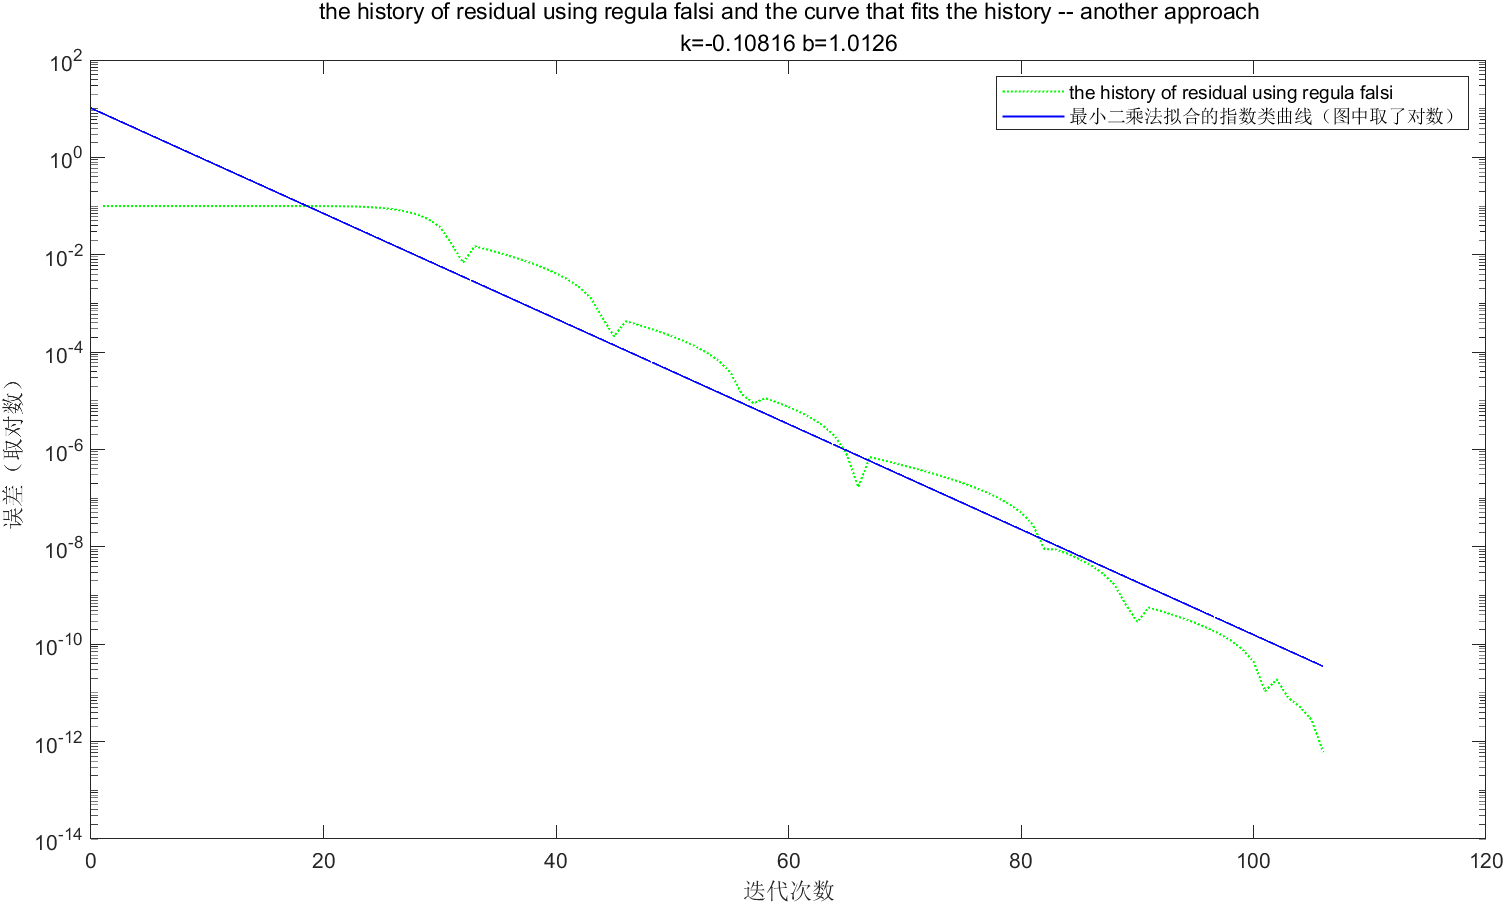 the history of residual using regula falsi and the curve that fits the history -- another approach
k=-0.10816 b=1.0126
the history of residual using regula falsi
最小二乘法拟合的指数类曲线（图中取了对数）
误差（取对数）
10^2
10^0
10^-2
10^-4
10^-6
10^-8
10^-10
10^-12
10^-14
0 20 40 60 80 100 120
迭代次数